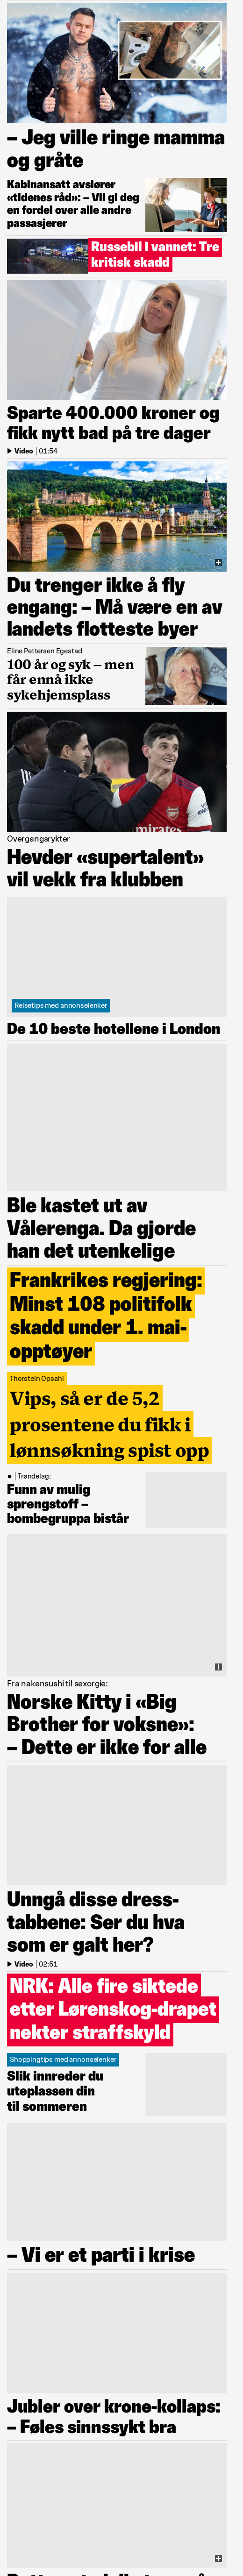 – Jeg ville ringe mamma
og gråte
Kabinansatt avslører
«tidenes råd»: – Vil gi deg
en fordel over alle andre
passasjerer
Russebil i vannet: Tre
kritisk skadd
Sparte 400.000 kroner og
fikk nytt bad på tre dager
Video | 01:54
Du trenger ikke å fly
engang: – Må være en av
landets flotteste byer
Eline Pettersen Egestad
100 år og syk – men
får ennå ikke
sykehjemsplass
Emirates
Overgangsrykter
Hevder «supertalent»
vil vekk fra klubben
Reisetips med annonselenker
De 10 beste hotellene i London
Ble kastet ut av
Vålerenga. Da gjorde
han det utenkelige
Frankrikes regjering:
Minst 108 politifolk
skadd under 1. mai-
opptøyer
Thorstein Opsahl
Vips, så er de 5,2
prosentene du fikk i
lønnsøkning spist opp
Trøndelag:
Funn av mulig
sprengstoff –
bombegruppa bistår
Fra nakensushi til sexorgie:
Norske Kitty i «Big
Brother for voksne»:
– Dette er ikke for alle
Unngå disse dress-
tabbene: Ser du hva
som er galt her?
Video | 02:51
NRK: Alle fire siktede
etter Lørenskog-drapet
nekter straffskyld
Shoppingtips med annonselenker
Slik innreder du
uteplassen din
til sommeren
– Vi er et parti i krise
Jubler over krone-kollaps:
– Føles sinnssykt bra